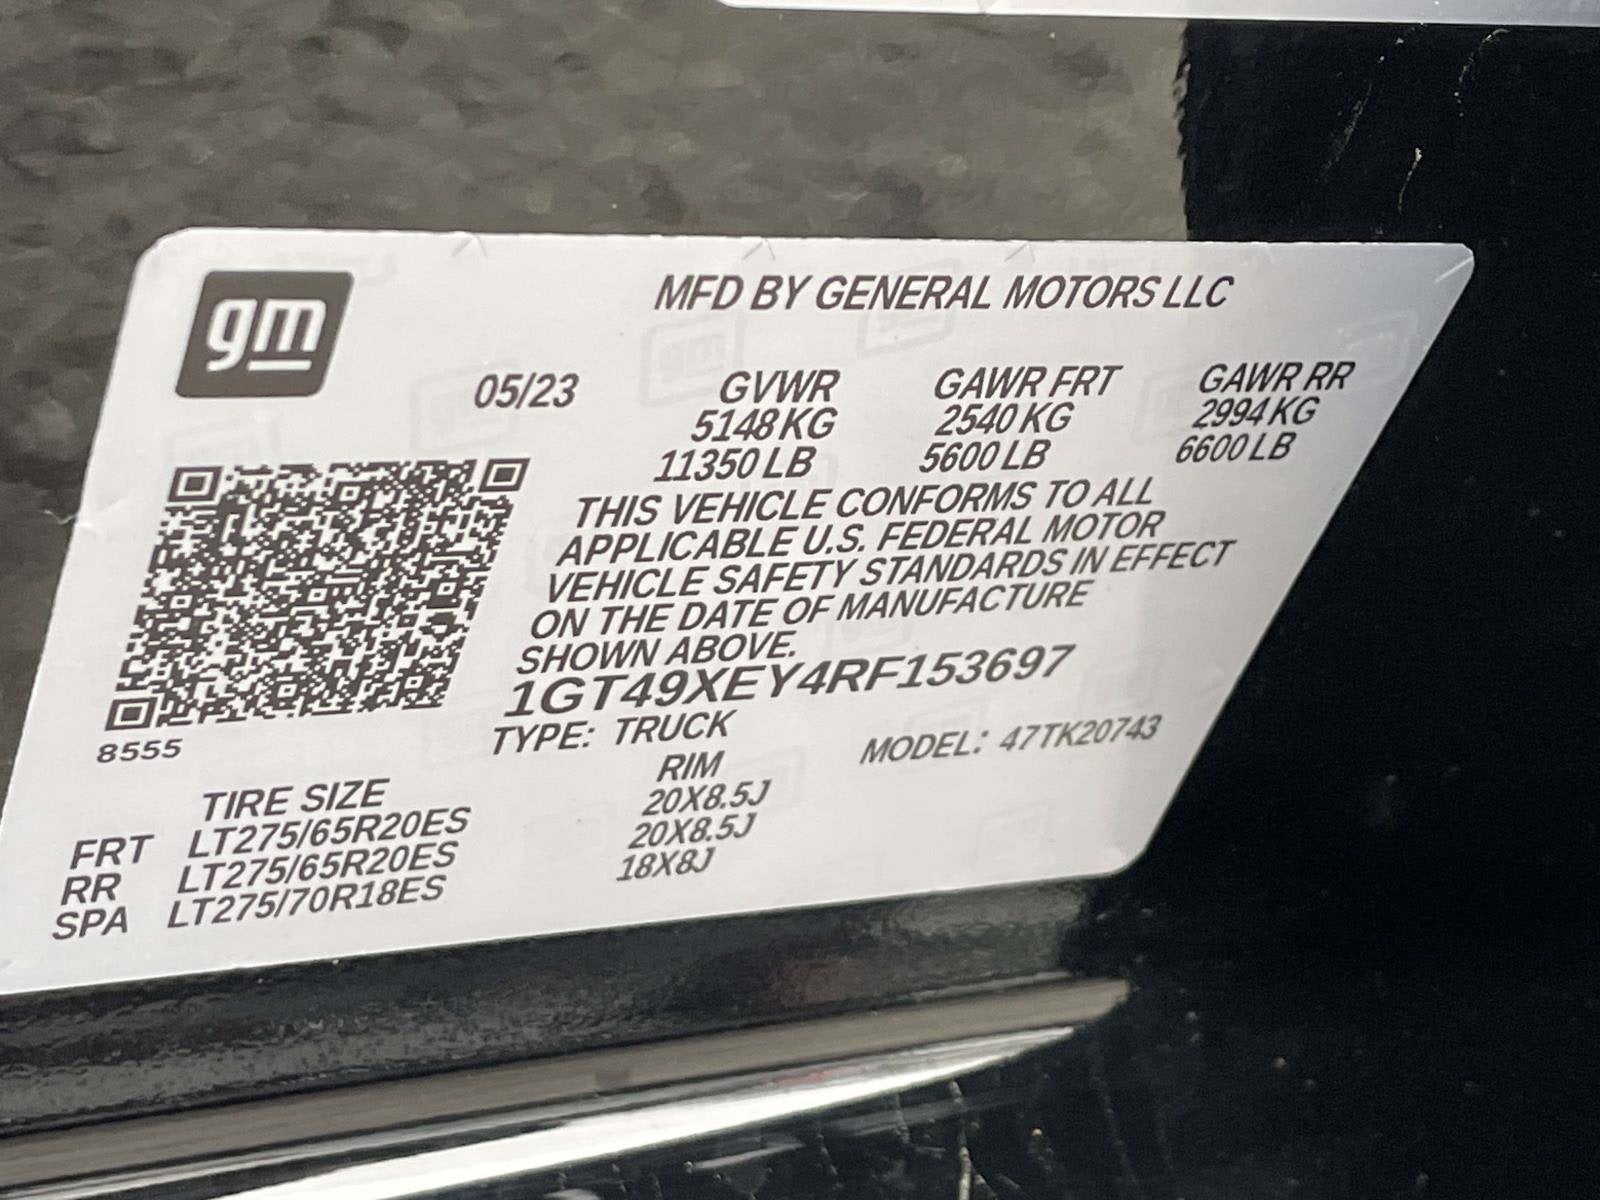 gm
MFD BY GENERAL MOTORS LLC
05/23 GVWR GAWR FRT GAWR RR
5148 KG 2540 KG 2994 KG
11350 LB 5600 LB 6600 LB
THIS VEHICLE CONFORMS TO ALL
APPLICABLE U.S. FEDERAL MOTOR
VEHICLE SAFETY STANDARDS IN EFFECT
ON THE DATE OF MANUFACTURE
SHOWN ABOVE.
1GT49XEY4RF153697
8555
TYPE: TRUCK MODEL: 47TK20743
TIRE SIZE RIM
FRT LT275/65R20ES 20X8.5J
RR LT275/65R20ES 20X8.5J
SPA LT275/70R18ES 18X8J